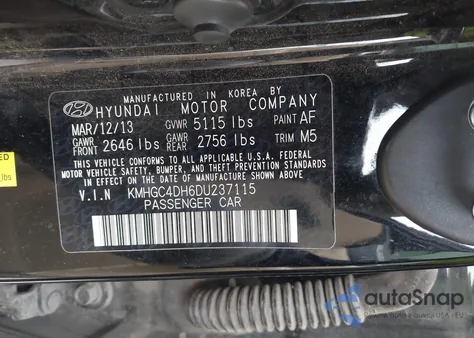 MANUFACTURED IN KOREA BY
HYUNDAI MOTOR COMPANY
MAR/12/13 GVWR 5115 lbs PAINT AF
GAWR FRONT 2646 lbs GAWR REAR 2756 lbs TRIM M5
THIS VEHICLE CONFORMS TO ALL APPLICABLE U.S.A. FEDERAL
MOTOR VEHICLE SAFETY, BUMPER, AND THEFT PREVENTION STANDARDS
IN EFFECT ON THE DATE OF MANUFACTURE SHOWN ABOVE.
V.I.N KMHGC4DH6DU237115
PASSENGER CAR
lbs
autoSnap